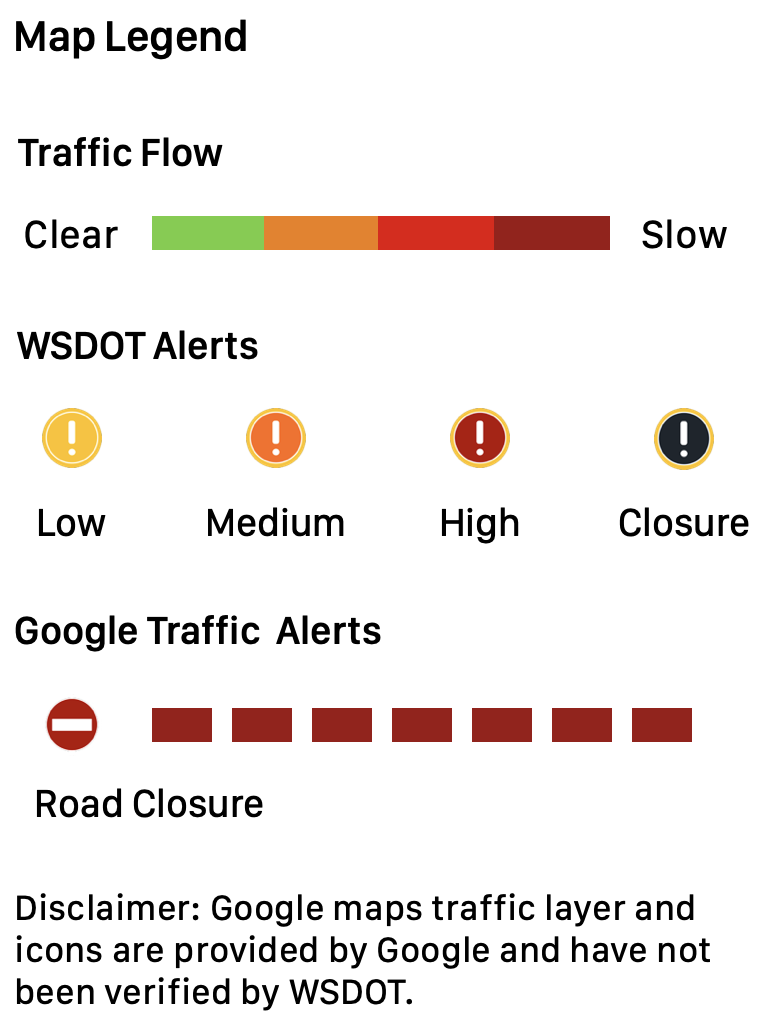 Map Legend
Traffic Flow
Clear Slow
WSDOT Alerts
Low Medium High Closure
Google Traffic Alerts
Road Closure
Disclaimer: Google maps traffic layer and
icons are provided by Google and have not
been verified by WSDOT.